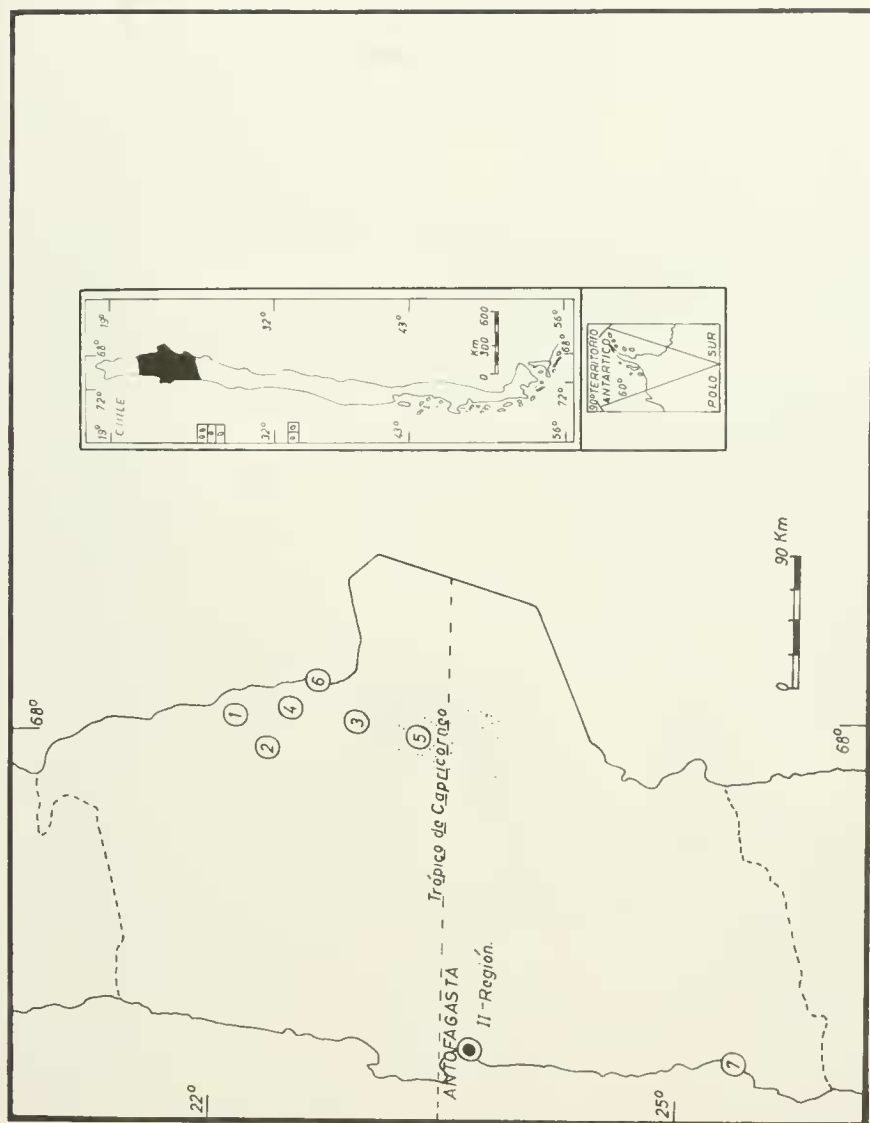 68°
22°
1
2
4
6
3
5
Trópico de Capricornio
ANTOFAGASTA
II-Región.
25°
7
68°
0 90 Km
19° 72° 68° 19°
CHILE
32° 32°
43° 43°
Km
0 300 600
56° 72° 68° 56°
90° TERRITORIO
ANTÁRTICO
60°
POLO SUR